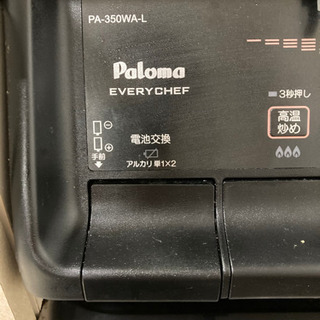 PA-350WA-L
Paloma
EVERYCHEF
3秒押し
高温
炒め
電池交換
手前
アルカリ 単1×2